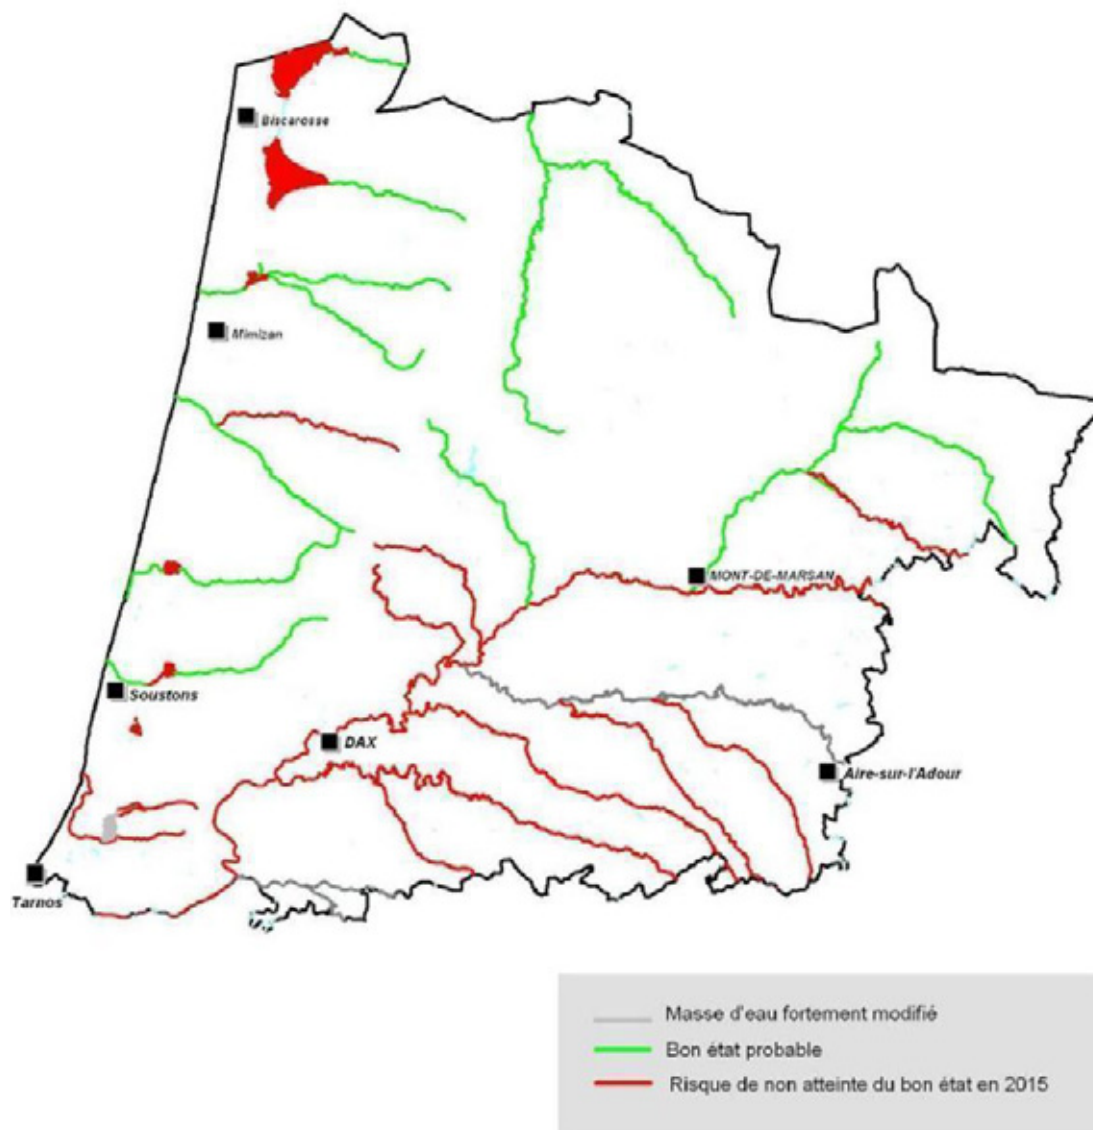 Biscarosse
Mimizan
MONT-DE-MARSAN
Soustons
DAX
Aire-sur-l'Adour
Tarnos
Masse d'eau fortement modifié
Bon état probable
Risque de non atteinte du bon état en 2015